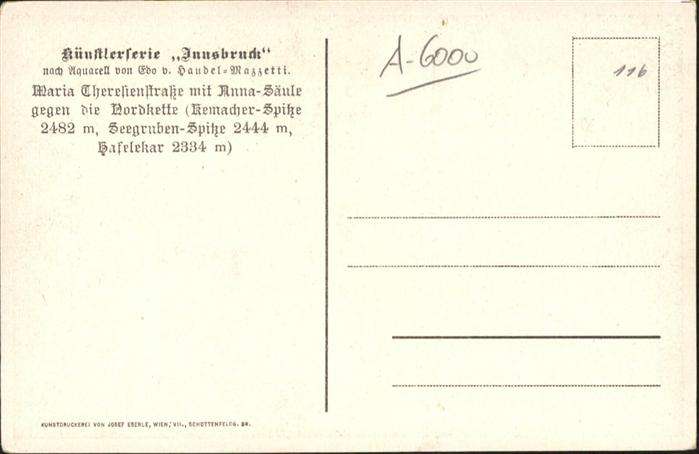 Künstlerserie „Innsbruck“
nach Aquarell von Edo v. Handel-Mazzetti.
Maria Theresienstraße mit Anna-Säule
gegen die Nordkette (Kemacher-Spitze
2482 m, Seegruben-Spitze 2444 m,
Hafelekar 2334 m)
A-6000
116
KUNSTDRUCKEREI VON JOSEF EBERLE, WIEN, VII., SCHOTTENFELDG. 38.